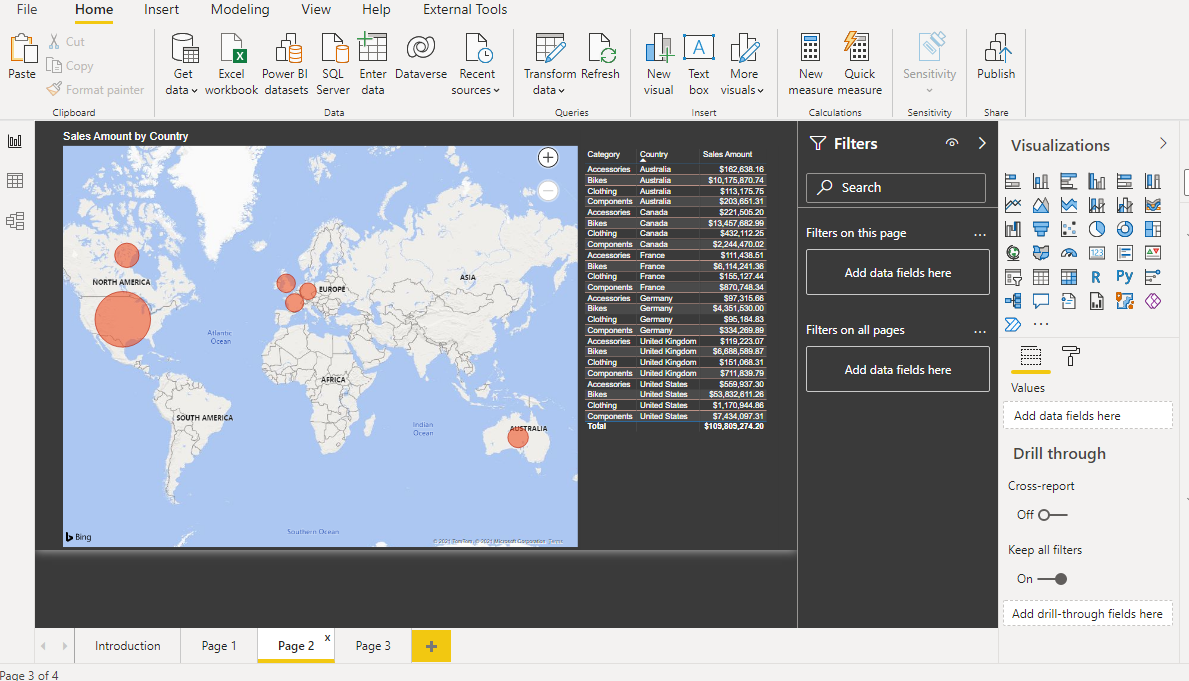 File Home Insert Modeling View Help External Tools
Paste
Cut
Copy
Format painter
Clipboard
Get data
Excel workbook
Power BI datasets
SQL Server
Enter data
Dataverse
Recent sources
Data
Transform data
Refresh
Queries
New visual
Text box
More visuals
Insert
New measure
Quick measure
Calculations
Sensitivity
Sensitivity
Publish
Share
Sales Amount by Country
NORTH AMERICA
EUROPE
ASIA
Atlantic
Ocean
AFRICA
SOUTH AMERICA
Indian
Ocean
AUSTRALIA
Southern Ocean
Bing
© 2021 TomTom, © 2021 Microsoft Corporation Terms
Category Country Sales Amount
Accessories Australia $162,638.16
Bikes Australia $10,175,870.74
Clothing Australia $113,175.75
Components Australia $203,651.31
Accessories Canada $221,505.20
Bikes Canada $13,457,682.99
Clothing Canada $432,112.25
Components Canada $2,244,470.02
Accessories France $111,438.51
Bikes France $6,114,241.36
Clothing France $155,127.44
Components France $870,748.34
Accessories Germany $97,315.66
Bikes Germany $4,351,530.00
Clothing Germany $95,184.83
Components Germany $334,269.89
Accessories United Kingdom $119,223.07
Bikes United Kingdom $6,688,589.87
Clothing United Kingdom $151,068.31
Components United Kingdom $711,839.79
Accessories United States $559,937.30
Bikes United States $53,832,611.26
Clothing United States $1,170,944.86
Components United States $7,434,097.31
Total $109,809,274.20
Filters
Search
Filters on this page ...
Add data fields here
Filters on all pages ...
Add data fields here
Visualizations
123
R Py
...
Values
Add data fields here
Drill through
Cross-report
Off
Keep all filters
On
Add drill-through fields here
Introduction Page 1 Page 2 x Page 3 +
Page 3 of 4